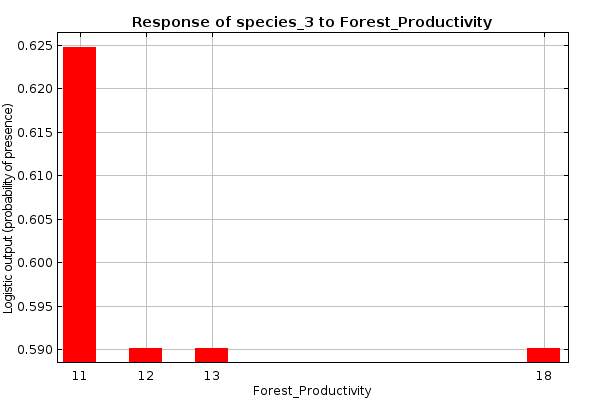 Response of species_3 to Forest_Productivity
Logistic output (probability of presence)
0.625
0.620
0.615
0.610
0.605
0.600
0.595
0.590
11 12 13 18
Forest_Productivity